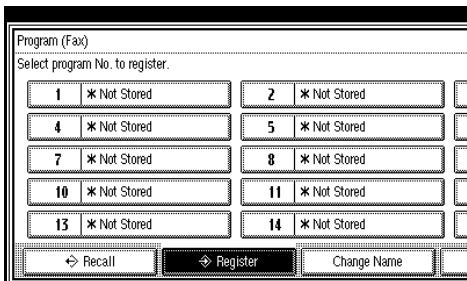 Program (Fax)
Select program No. to register.
1 * Not Stored 2 * Not Stored
4 * Not Stored 5 * Not Stored
7 * Not Stored 8 * Not Stored
10 * Not Stored 11 * Not Stored
13 * Not Stored 14 * Not Stored
Recall Register Change Name